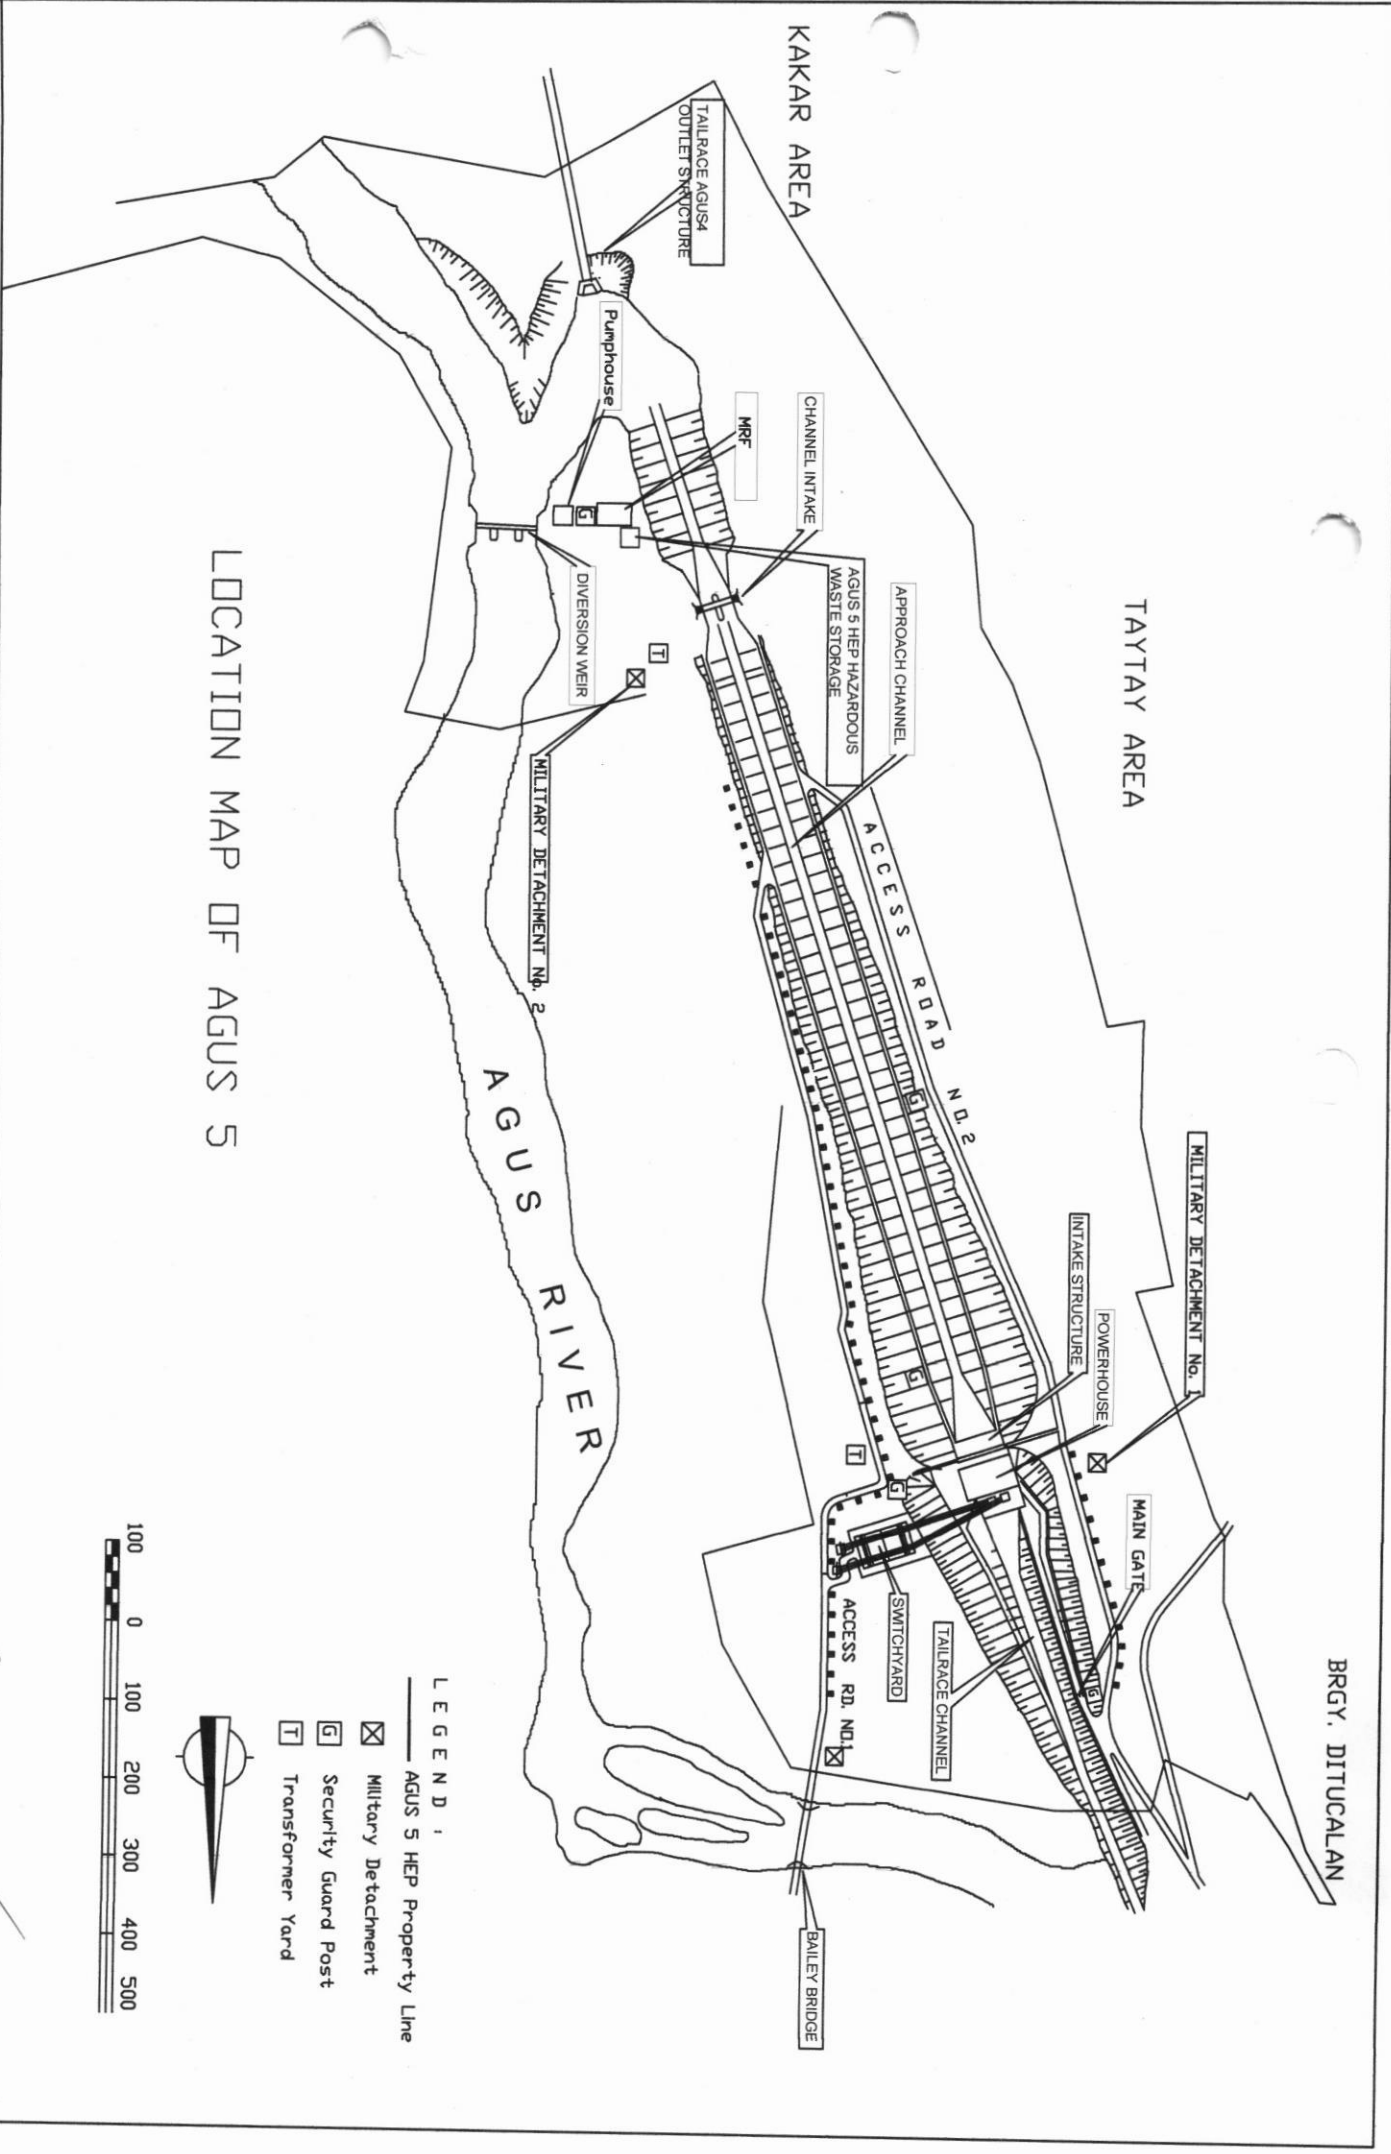 KAKAR AREA
TAYTAY AREA
BRGY. DITUCALAN
TAILRACE AGUS4
OUTLET STRUCTURE
Pumphouse
MRF
CHANNEL INTAKE
AGUS 5 HEP HAZARDOUS
WASTE STORAGE
APPROACH CHANNEL
DIVERSION WEIR
MILITARY DETACHMENT No. 2
ACCESS ROAD NO. 2
MILITARY DETACHMENT No. 1
INTAKE STRUCTURE
POWERHOUSE
MAIN GATE
SWITCHYARD
TAILRACE CHANNEL
ACCESS RD. NO.1
BAILEY BRIDGE
G
T
G
G
T
G
G
AGUS RIVER
LOCATION MAP OF AGUS 5
LEGEND :
AGUS 5 HEP Property Line
Military Detachment
G Security Guard Post
T Transformer Yard
100 0 100 200 300 400 500